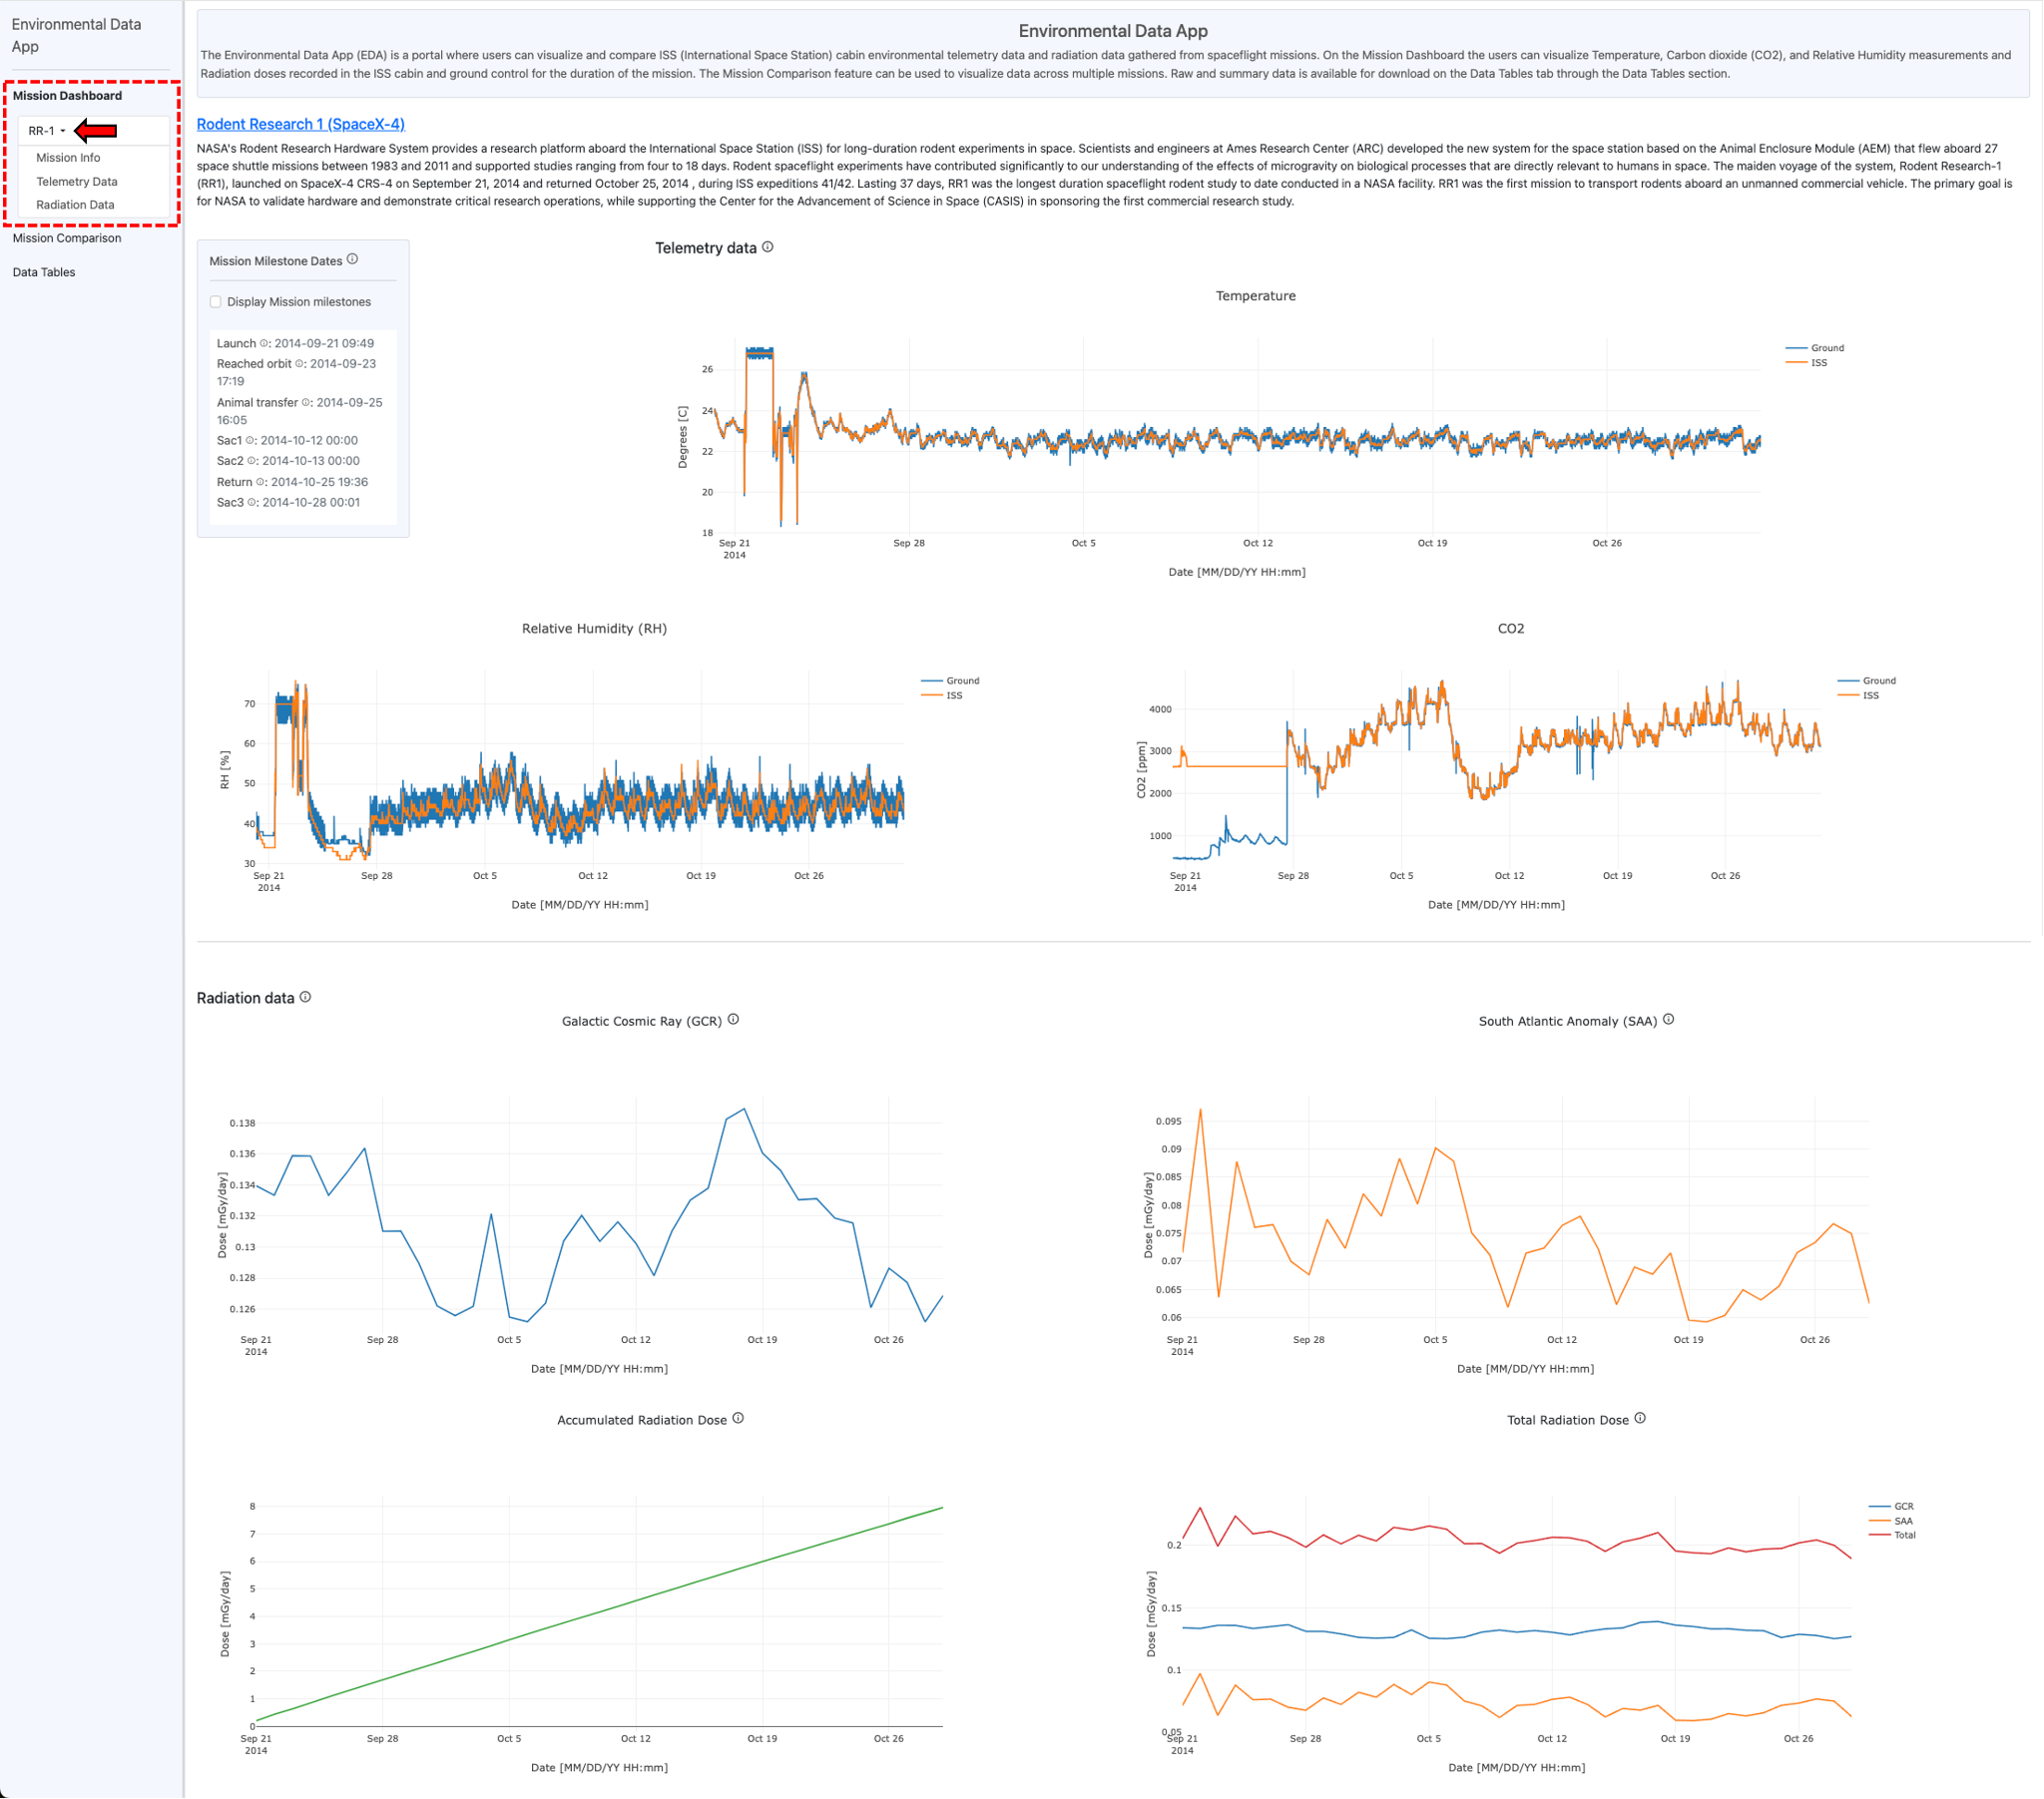 Environmental Data
App
Mission Dashboard
RR-1
Mission Info
Telemetry Data
Radiation Data
Mission Comparison
Data Tables
Environmental Data App
The Environmental Data App (EDA) is a portal where users can visualize and compare ISS (International Space Station) cabin environmental telemetry data and radiation data gathered from spaceflight missions. On the Mission Dashboard the users can visualize Temperature, Carbon dioxide (CO2), and Relative Humidity measurements and
Radiation doses recorded in the ISS cabin and ground control for the duration of the mission. The Mission Comparison feature can be used to visualize data across multiple missions. Raw and summary data is available for download on the Data Tables tab through the Data Tables section.
Rodent Research 1 (SpaceX-4)
NASA's Rodent Research Hardware System provides a research platform aboard the International Space Station (ISS) for long-duration rodent experiments in space. Scientists and engineers at Ames Research Center (ARC) developed the new system for the space station based on the Animal Enclosure Module (AEM) that flew aboard 27
space shuttle missions between 1983 and 2011 and supported studies ranging from four to 18 days. Rodent spaceflight experiments have contributed significantly to our understanding of the effects of microgravity on biological processes that are directly relevant to humans in space. The maiden voyage of the system, Rodent Research-1
(RR1), launched on SpaceX-4 CRS-4 on September 21, 2014 and returned October 25, 2014 , during ISS expeditions 41/42. Lasting 37 days, RR1 was the longest duration spaceflight rodent study to date conducted in a NASA facility. RR1 was the first mission to transport rodents aboard an unmanned commercial vehicle. The primary goal is
for NASA to validate hardware and demonstrate critical research operations, while supporting the Center for the Advancement of Science in Space (CASIS) in sponsoring the first commercial research study.
Mission Milestone Dates
Display Mission milestones
Launch : 2014-09-21 09:49
Reached orbit : 2014-09-23
17:19
Animal transfer : 2014-09-25
16:05
Sac1 : 2014-10-12 00:00
Sac2 : 2014-10-13 00:00
Return : 2014-10-25 19:36
Sac3 : 2014-10-28 00:01
Telemetry data
Temperature
Degrees [C]
26
24
22
20
18
Sep 21 Sep 28 Oct 5 Oct 12 Oct 19 Oct 26
2014
Date [MM/DD/YY HH:mm]
Ground
ISS
Relative Humidity (RH)
RH [%]
70
60
50
40
30
Sep 21 Sep 28 Oct 5 Oct 12 Oct 19 Oct 26
2014
Date [MM/DD/YY HH:mm]
Ground
ISS
CO2
CO2 [ppm]
4000
3000
2000
1000
Sep 21 Sep 28 Oct 5 Oct 12 Oct 19 Oct 26
2014
Date [MM/DD/YY HH:mm]
Ground
ISS
Radiation data
Galactic Cosmic Ray (GCR)
Dose [mGy/day]
0.138
0.136
0.134
0.132
0.13
0.128
0.126
Sep 21 Sep 28 Oct 5 Oct 12 Oct 19 Oct 26
2014
Date [MM/DD/YY HH:mm]
South Atlantic Anomaly (SAA)
Dose [mGy/day]
0.095
0.09
0.085
0.08
0.075
0.07
0.065
0.06
Sep 21 Sep 28 Oct 5 Oct 12 Oct 19 Oct 26
2014
Date [MM/DD/YY HH:mm]
Accumulated Radiation Dose
Dose [mGy/day]
8
7
6
5
4
3
2
1
0
Sep 21 Sep 28 Oct 5 Oct 12 Oct 19 Oct 26
2014
Date [MM/DD/YY HH:mm]
Total Radiation Dose
Dose [mGy/day]
0.2
0.15
0.1
0.05
Sep 21 Sep 28 Oct 5 Oct 12 Oct 19 Oct 26
2014
Date [MM/DD/YY HH:mm]
GCR
SAA
Total